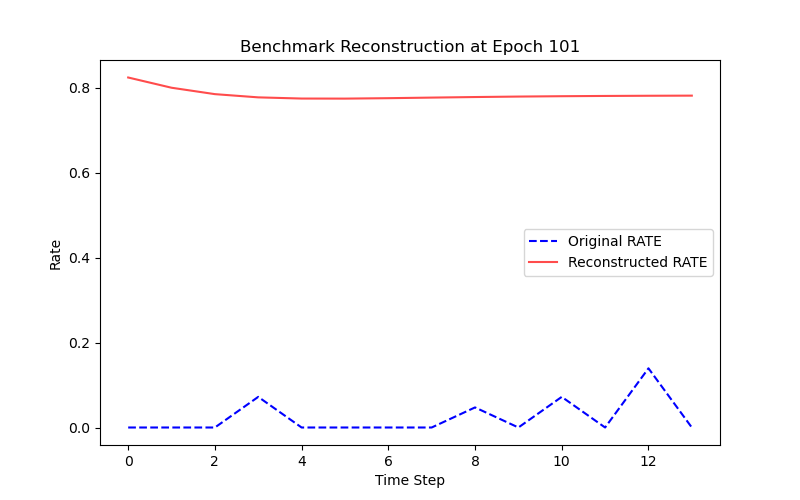 Benchmark Reconstruction at Epoch 101
0.8
0.6
0.4
0.2
0.0
Rate
Original RATE
Reconstructed RATE
0 2 4 6 8 10 12
Time Step